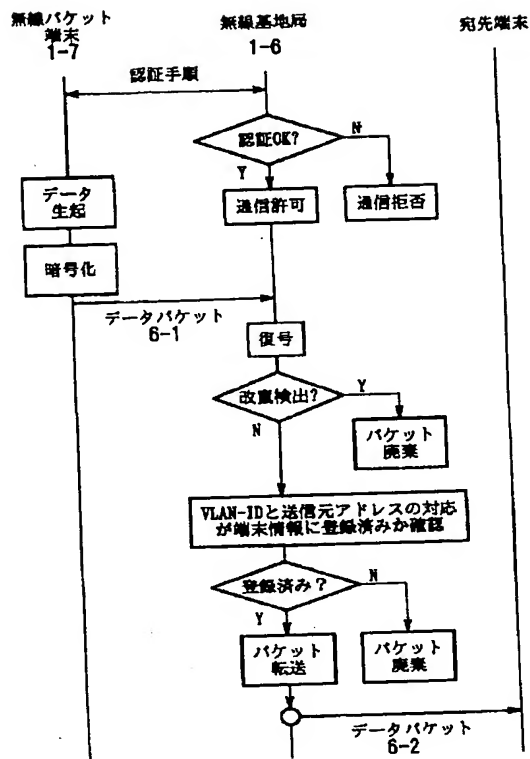 無線パケット
端末
1-7
無線基地局
1-6
宛先端末
認証手順
認証OK?
N
Y
データ
生起
通信許可
通信拒否
暗号化
データパケット
6-1
復号
改竄検出?
Y
N
パケット
廃棄
VLAN-IDと送信元アドレスの対応
が端末情報に登録済みか確認
登録済み?
N
Y
パケット
転送
パケット
廃棄
データパケット
6-2